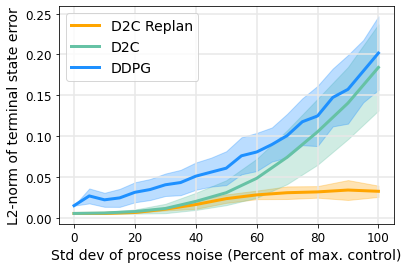 L2-norm of terminal state error
0.25
0.20
0.15
0.10
0.05
0.00
D2C Replan
D2C
DDPG
0 20 40 60 80 100
Std dev of process noise (Percent of max. control)